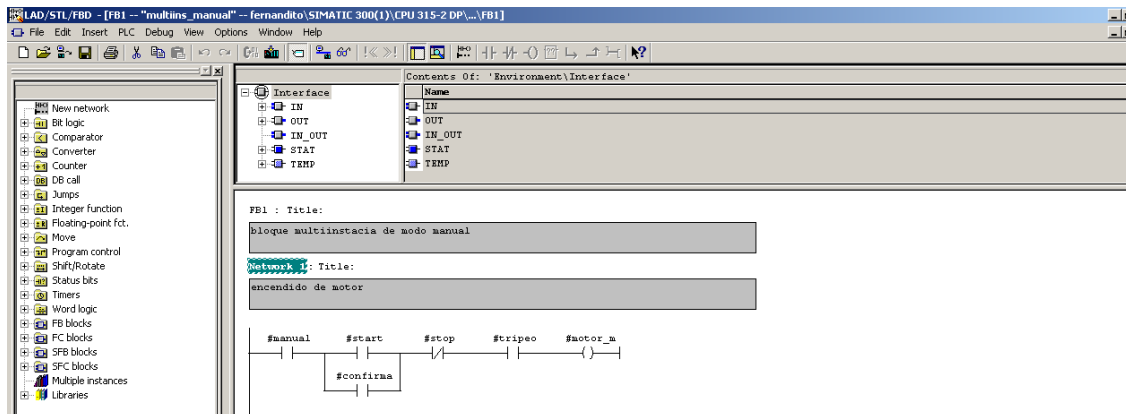 LAD/STL/FBD - [FB1 -- "multiins_manual" -- fernandito\SIMATIC 300(1)\CPU 315-2 DP\...\FB1]
File Edit Insert PLC Debug View Options Window Help
Contents Of: 'Environment\Interface'
Interface
IN
OUT
IN_OUT
STAT
TEMP
Name
IN
OUT
IN_OUT
STAT
TEMP
New network
Bit logic
Comparator
Converter
Counter
DB call
Jumps
Integer function
Floating-point fct.
Move
Program control
Shift/Rotate
Status bits
Timers
Word logic
FB blocks
FC blocks
SFB blocks
SFC blocks
Multiple instances
Libraries
FB1 : Title:
bloque multiinstacia de modo manual
Network 1: Title:
encendido de motor
#manual #start #stop #tripeo #motor_m
#confirma